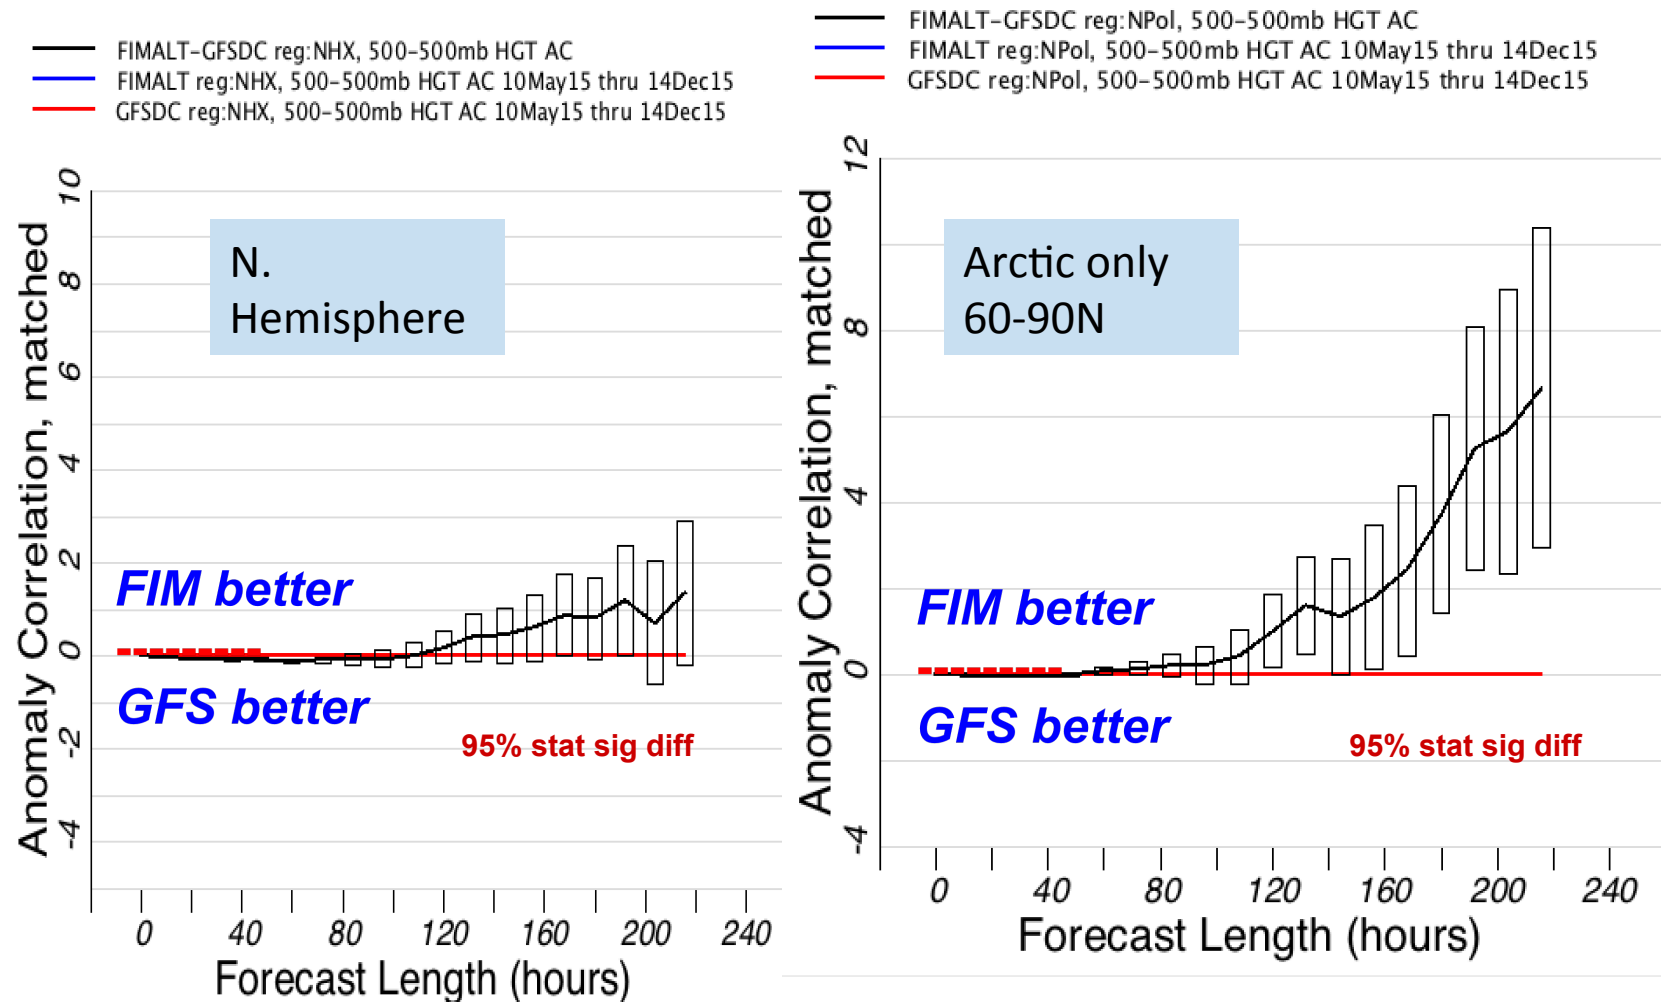 FIMALT-GFSDC reg:NHX, 500-500mb HGT AC
FIMALT reg:NHX, 500-500mb HGT AC 10May15 thru 14Dec15
GFSDC reg:NHX, 500-500mb HGT AC 10May15 thru 14Dec15
Anomaly Correlation, matched
10
8
6
4
2
0
-2
-4
N.
Hemisphere
FIM better
GFS better
95% stat sig diff
0 40 80 120 160 200 240
Forecast Length (hours)
FIMALT-GFSDC reg:NPol, 500-500mb HGT AC
FIMALT reg:NPol, 500-500mb HGT AC 10May15 thru 14Dec15
GFSDC reg:NPol, 500-500mb HGT AC 10May15 thru 14Dec15
Anomaly Correlation, matched
12
8
4
0
-4
Arctic only
60-90N
FIM better
GFS better
95% stat sig diff
0 40 80 120 160 200 240
Forecast Length (hours)